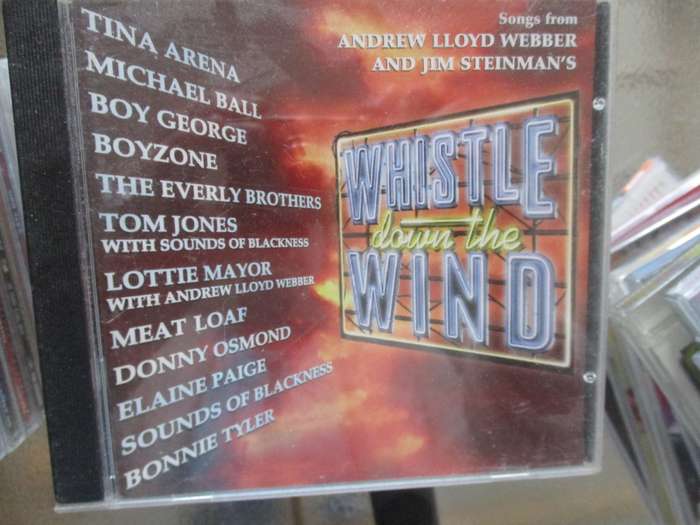 TINA ARENA
MICHAEL BALL
BOY GEORGE
BOYZONE
THE EVERLY BROTHERS
TOM JONES
WITH SOUNDS OF BLACKNESS
LOTTIE MAYOR
WITH ANDREW LLOYD WEBBER
MEAT LOAF
DONNY OSMOND
ELAINE PAIGE
SOUNDS OF BLACKNESS
BONNIE TYLER
Songs from
ANDREW LLOYD WEBBER
AND JIM STEINMAN'S
WHISTLE
down the
WIND